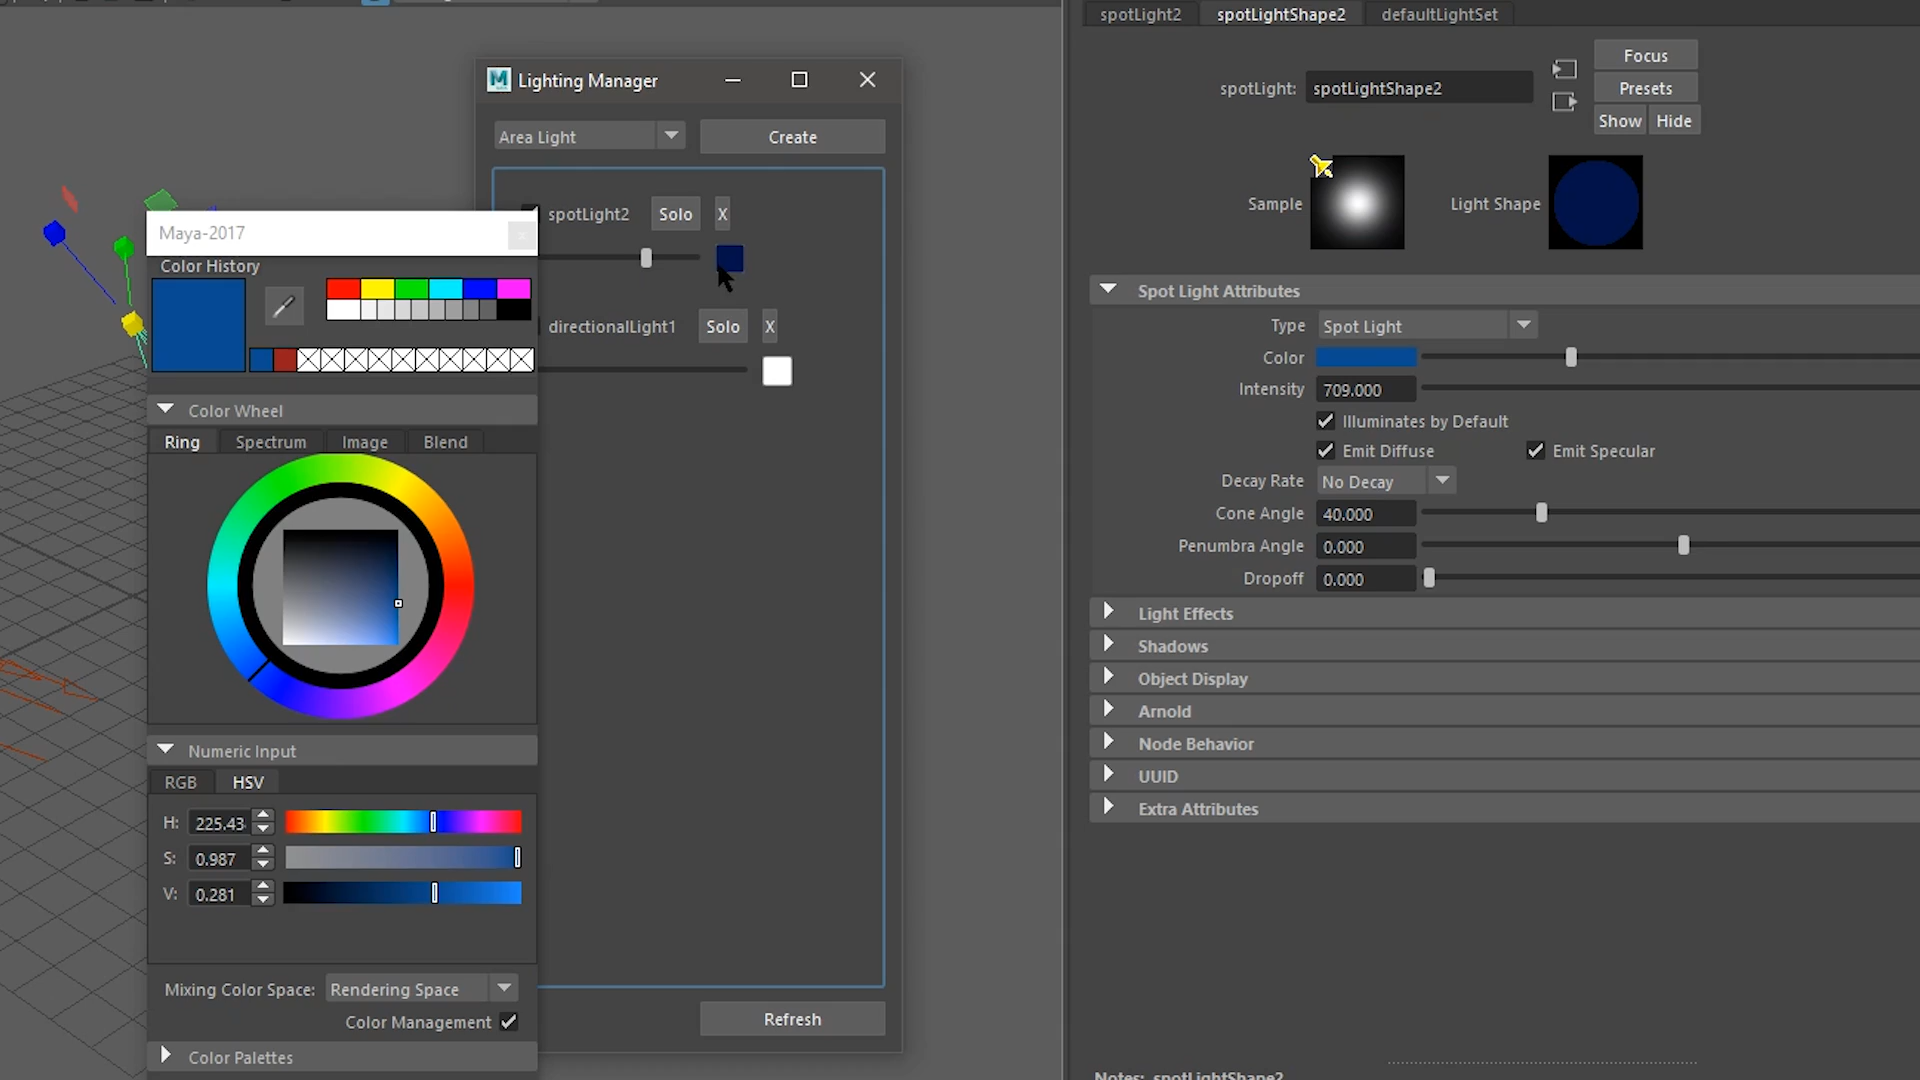 spotLight2 spotLightShape2 defaultLightSet
Lighting Manager
Area Light Create
spotLight2 Solo X
directionalLight1 Solo X
Refresh
Maya-2017
Color History
Color Wheel
Ring Spectrum Image Blend
Numeric Input
RGB HSV
H: 225.43
S: 0.987
V: 0.281
Mixing Color Space: Rendering Space
Color Management
Color Palettes
spotLight: spotLightShape2
Focus
Presets
Show Hide
Sample Light Shape
Spot Light Attributes
Type Spot Light
Color
Intensity 709.000
Illuminates by Default
Emit Diffuse Emit Specular
Decay Rate No Decay
Cone Angle 40.000
Penumbra Angle 0.000
Dropoff 0.000
Light Effects
Shadows
Object Display
Arnold
Node Behavior
UUID
Extra Attributes
Notes: spotLightShape2